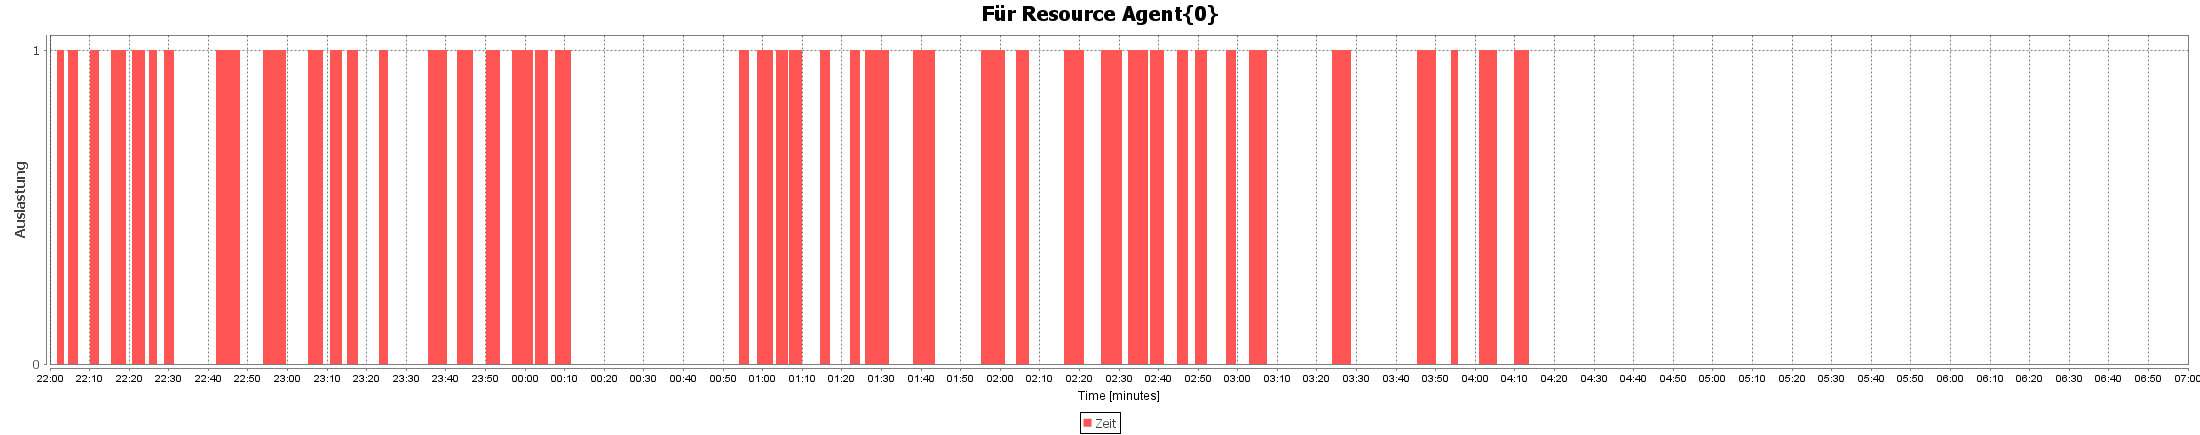 Für Resource Agent{0}
Auslastung
1
0
22:00 22:10 22:20 22:30 22:40 22:50 23:00 23:10 23:20 23:30 23:40 23:50 00:00 00:10 00:20 00:30 00:40 00:50 01:00 01:10 01:20 01:30 01:40 01:50 02:00 02:10 02:20 02:30 02:40 02:50 03:00 03:10 03:20 03:30 03:40 03:50 04:00 04:10 04:20 04:30 04:40 04:50 05:00 05:10 05:20 05:30 05:40 05:50 06:00 06:10 06:20 06:30 06:40 06:50 07:00
Time [minutes]
Zeit